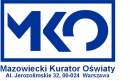 MKO
Mazowiecki Kurator Oświaty
Al. Jerozolimskie 32, 00-024 Warszawa